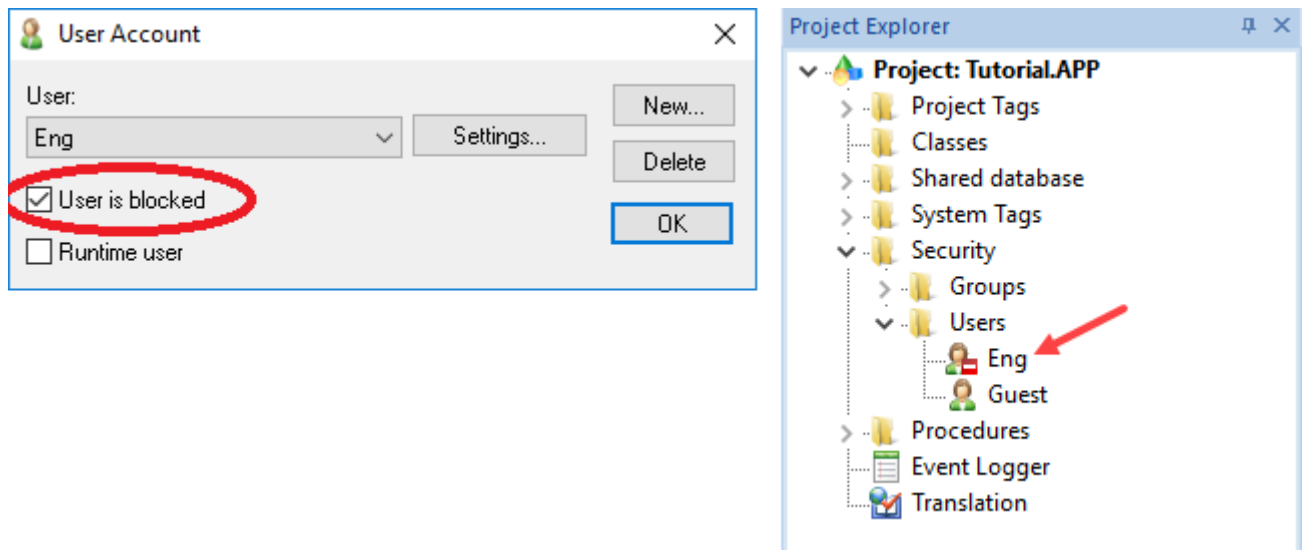 User Account
User:
Eng
Settings...
New...
Delete
OK
User is blocked
Runtime user
Project Explorer
Project: Tutorial.APP
Project Tags
Classes
Shared database
System Tags
Security
Groups
Users
Eng
Guest
Procedures
Event Logger
Translation